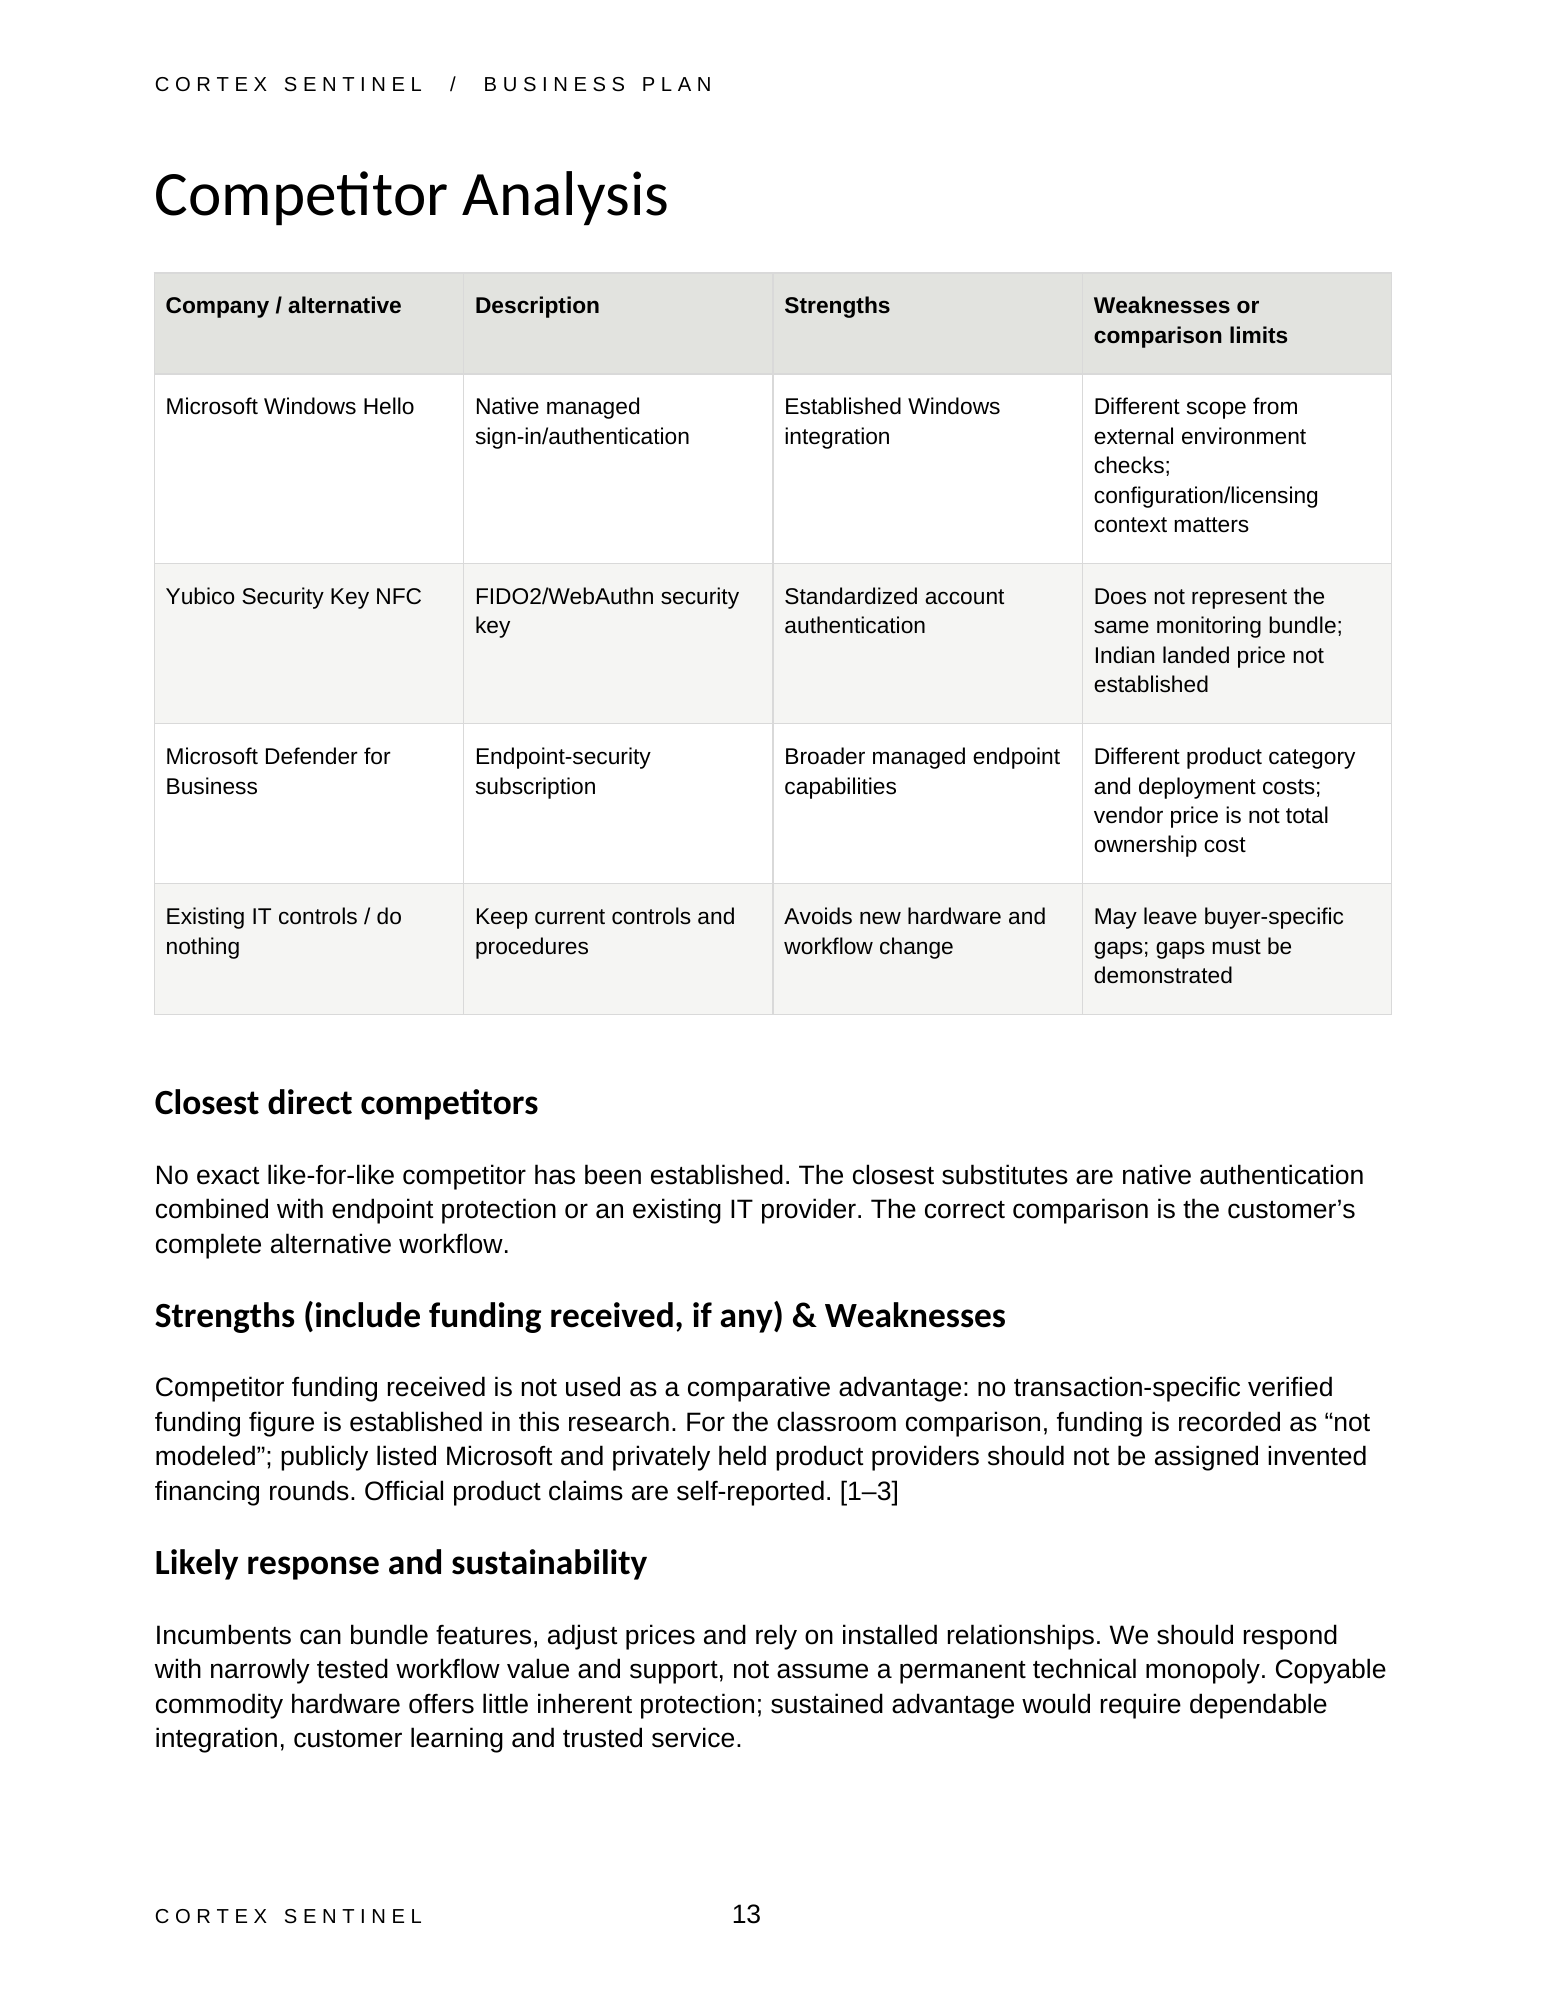 CORTEX SENTINEL / BUSINESS PLAN
Competitor Analysis
Company / alternative
Description
Strengths
Weaknesses or
comparison limits
Microsoft Windows Hello
Native managed
sign-in/authentication
Established Windows
integration
Different scope from
external environment
checks;
configuration/licensing
context matters
Yubico Security Key NFC
FIDO2/WebAuthn security
key
Standardized account
authentication
Does not represent the
same monitoring bundle;
Indian landed price not
established
Microsoft Defender for
Business
Endpoint-security
subscription
Broader managed endpoint
capabilities
Different product category
and deployment costs;
vendor price is not total
ownership cost
Existing IT controls / do
nothing
Keep current controls and
procedures
Avoids new hardware and
workflow change
May leave buyer-specific
gaps; gaps must be
demonstrated
Closest direct competitors
No exact like-for-like competitor has been established. The closest substitutes are native authentication
combined with endpoint protection or an existing IT provider. The correct comparison is the customer’s
complete alternative workflow.
Strengths (include funding received, if any) & Weaknesses
Competitor funding received is not used as a comparative advantage: no transaction-specific verified
funding figure is established in this research. For the classroom comparison, funding is recorded as “not
modeled”; publicly listed Microsoft and privately held product providers should not be assigned invented
financing rounds. Official product claims are self-reported. [1–3]
Likely response and sustainability
Incumbents can bundle features, adjust prices and rely on installed relationships. We should respond
with narrowly tested workflow value and support, not assume a permanent technical monopoly. Copyable
commodity hardware offers little inherent protection; sustained advantage would require dependable
integration, customer learning and trusted service.
CORTEX SENTINEL
13